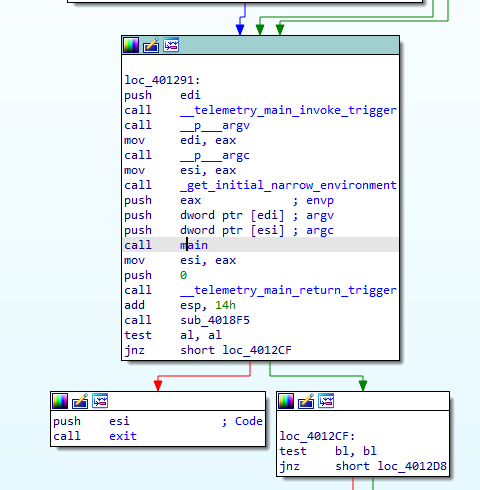 loc_401291:
push edi
call __telemetry_main_invoke_trigger
call __p___argv
mov edi, eax
call __p___argc
mov esi, eax
call _get_initial_narrow_environment
push eax ; envp
push dword ptr [edi] ; argv
push dword ptr [esi] ; argc
call main
mov esi, eax
push 0
call __telemetry_main_return_trigger
add esp, 14h
call sub_4018F5
test al, al
jnz short loc_4012CF
push esi ; Code
call exit
loc_4012CF:
test bl, bl
jnz short loc_4012D8